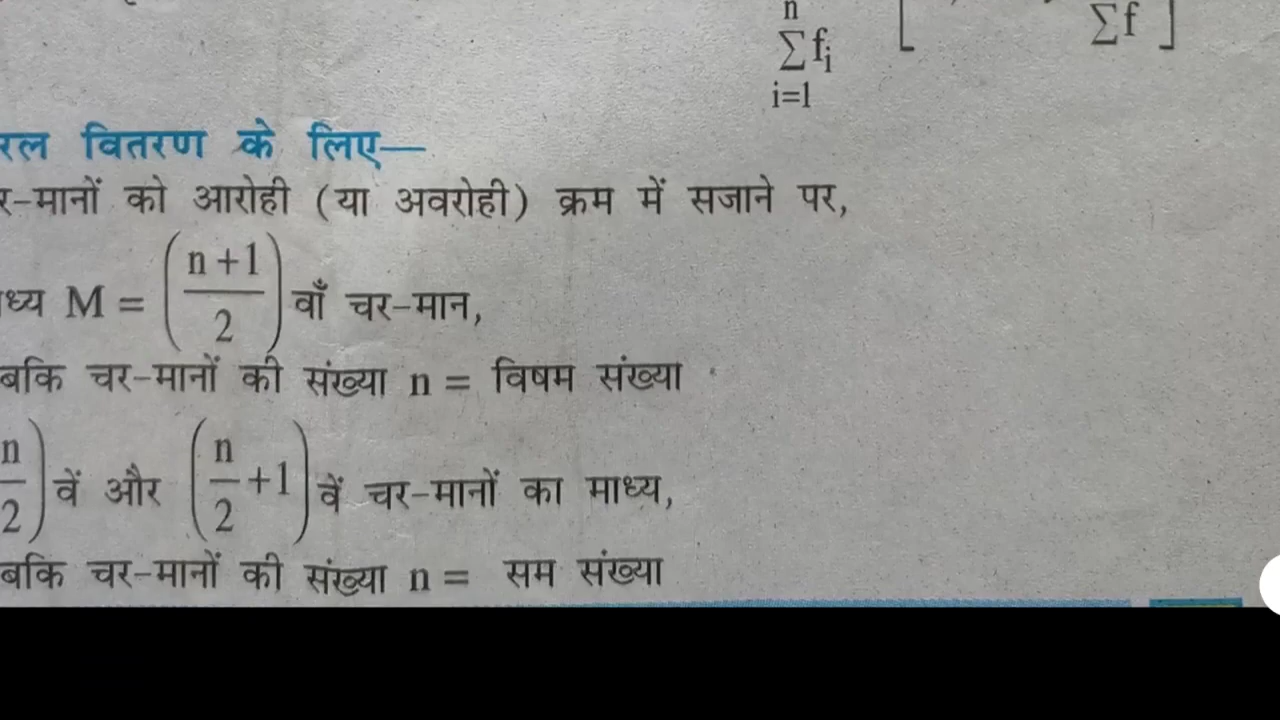 n
∑fᵢ [ ∑f ]
i=1
रल वितरण के लिए—
र-मानों को आरोही (या अवरोही) क्रम में सजाने पर,
ध्य M = (n+1/2) वाँ चर-मान,
बकि चर-मानों की संख्या n = विषम संख्या
n/2) वें और (n/2+1) वें चर-मानों का माध्य,
बकि चर-मानों की संख्या n = सम संख्या